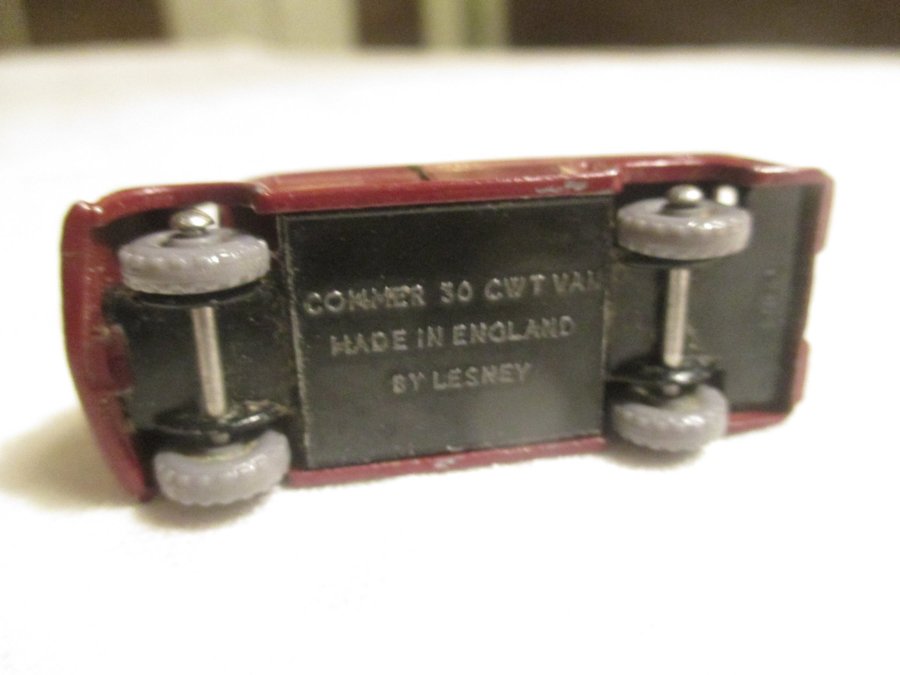 COMMER 30 CWT VAN
MADE IN ENGLAND
BY LESNEY